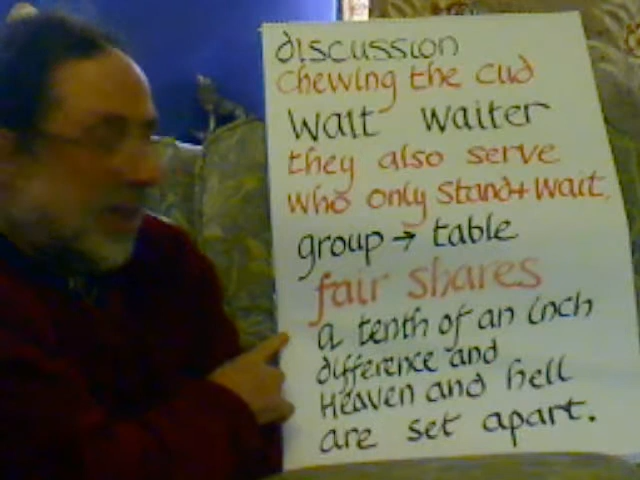 discussion
chewing the cud
wait waiter
they also serve
who only stand + wait.
group → table
fair shares
a tenth of an inch
difference and
Heaven and hell
are set apart.